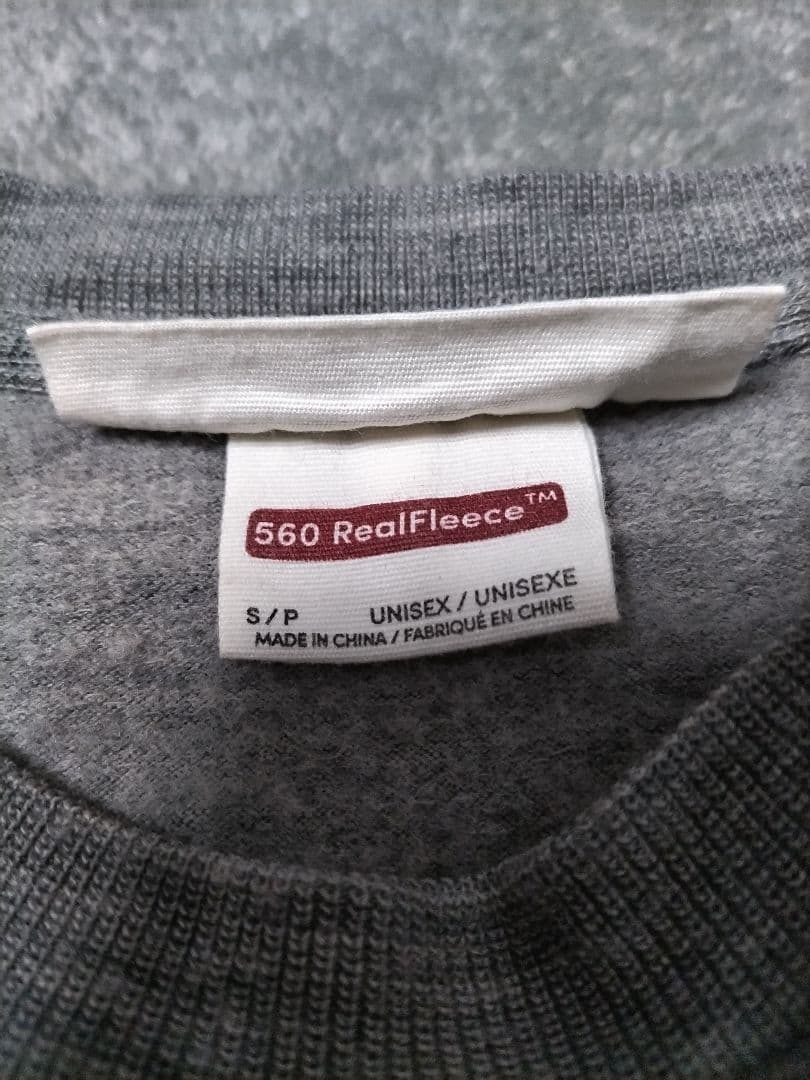 560 RealFleece™
S/P UNISEX / UNISEXE
MADE IN CHINA / FABRIQUÉ EN CHINE